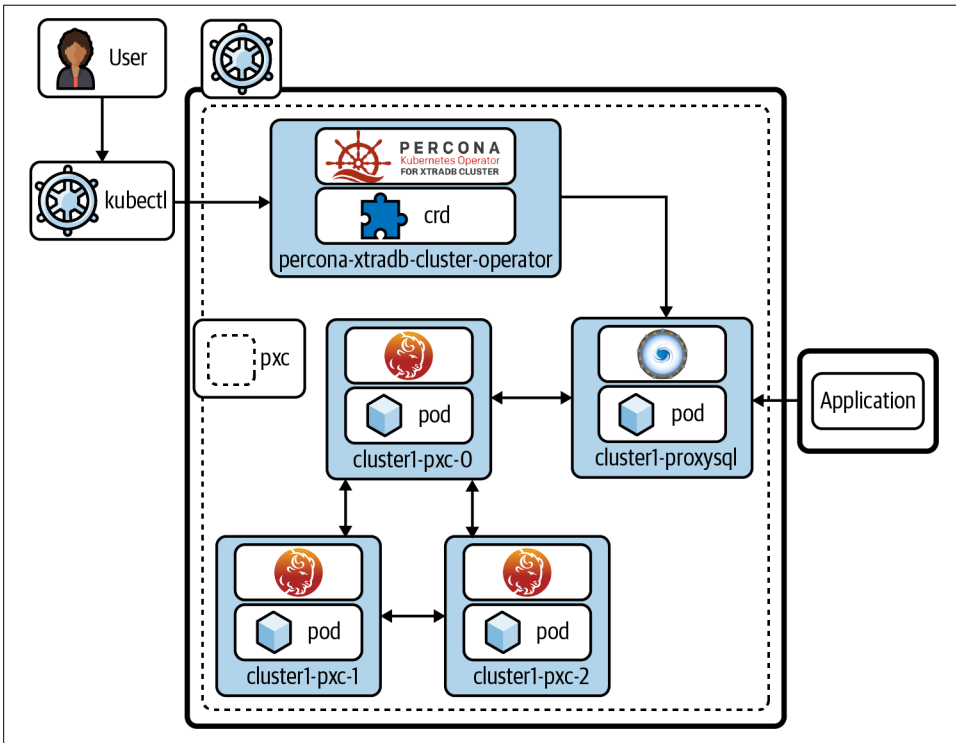 User
kubectl
PERCONA
Kubernetes Operator
FOR XTRADB CLUSTER
crd
percona-xtradb-cluster-operator
pxc
pod
cluster1-pxc-0
pod
cluster1-proxysql
Application
pod
cluster1-pxc-1
pod
cluster1-pxc-2